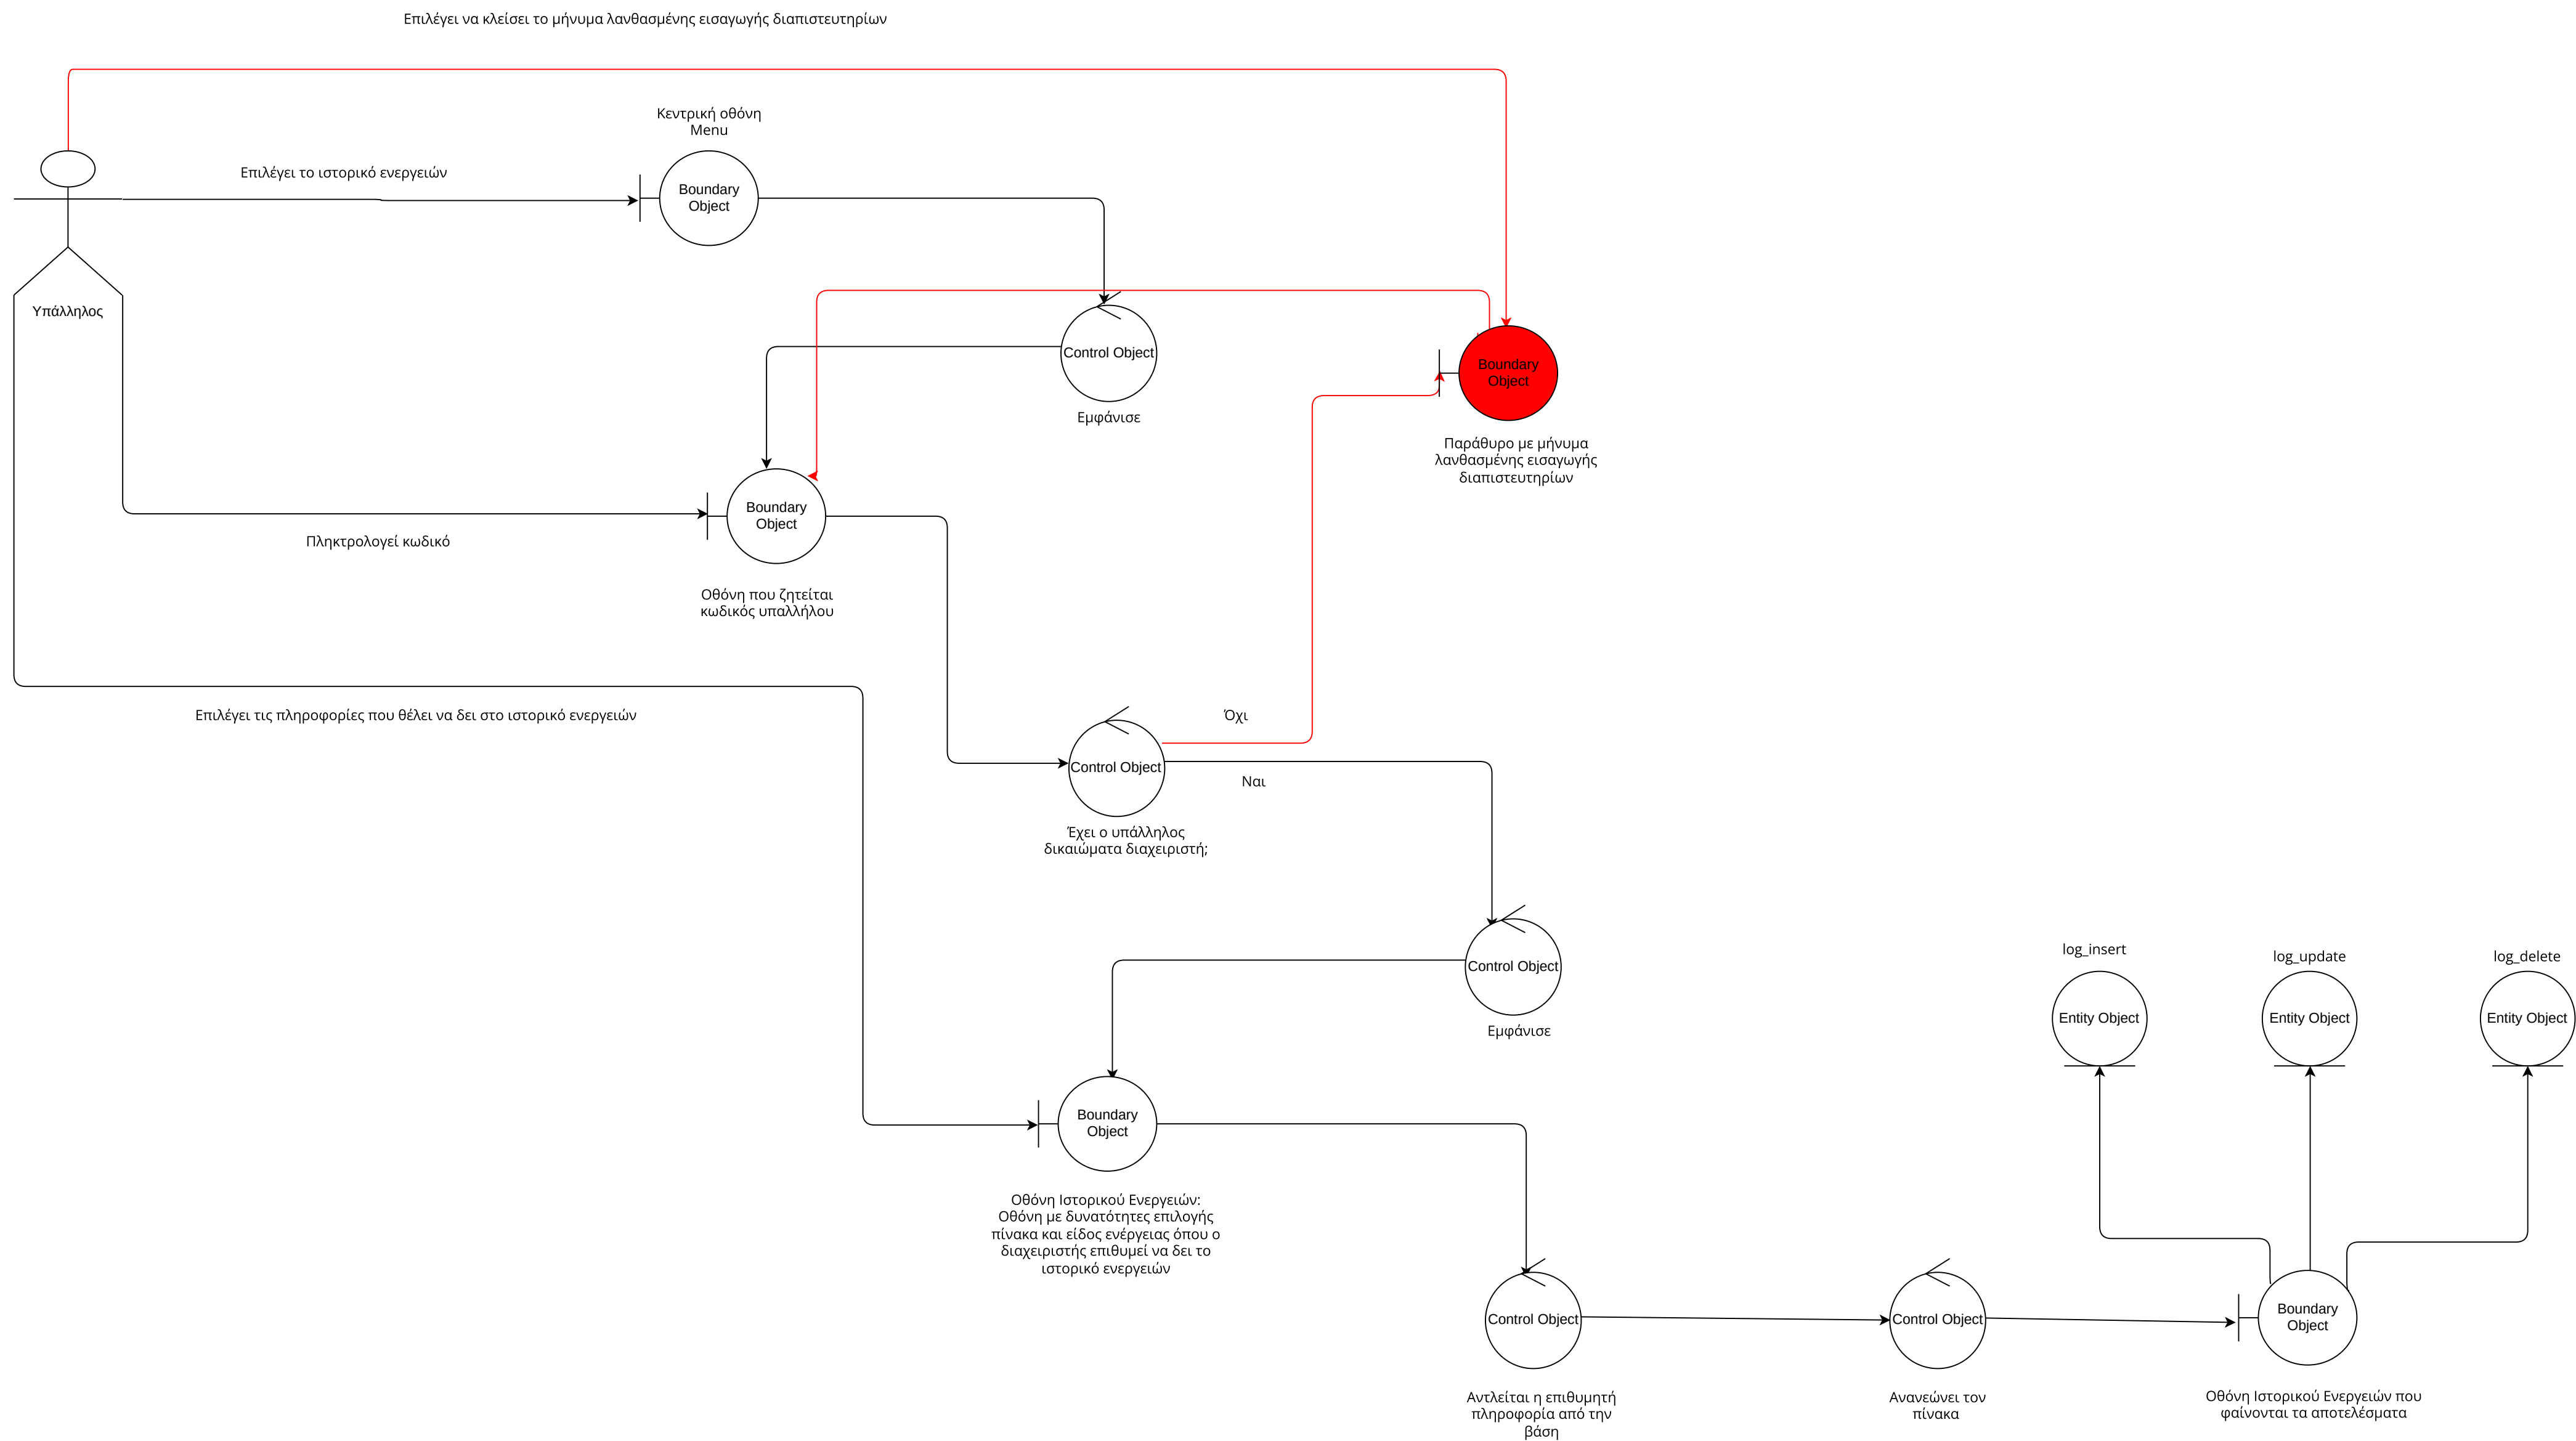 Επιλέγει να κλείσει το μήνυμα λανθασμένης εισαγωγής διαπιστευτηρίων
Κεντρική οθόνη
Menu
Επιλέγει το ιστορικό ενεργειών
Boundary
Object
Υπάλληλος
Control Object
Εμφάνισε
Boundary
Object
Παράθυρο με μήνυμα
λανθασμένης εισαγωγής
διαπιστευτηρίων
Boundary
Object
Πληκτρολογεί κωδικό
Οθόνη που ζητείται
κωδικός υπαλλήλου
Επιλέγει τις πληροφορίες που θέλει να δει στο ιστορικό ενεργειών
Όχι
Control Object
Ναι
Έχει ο υπάλληλος
δικαιώματα διαχειριστή;
Control Object
Εμφάνισε
log_insert
log_update
log_delete
Entity Object
Entity Object
Entity Object
Boundary
Object
Οθόνη Ιστορικού Ενεργειών:
Οθόνη με δυνατότητες επιλογής
πίνακα και είδος ενέργειας όπου ο
διαχειριστής επιθυμεί να δει το
ιστορικό ενεργειών
Control Object
Αντλείται η επιθυμητή
πληροφορία από την
βάση
Control Object
Ανανεώνει τον
πίνακα
Boundary
Object
Οθόνη Ιστορικού Ενεργειών που
φαίνονται τα αποτελέσματα